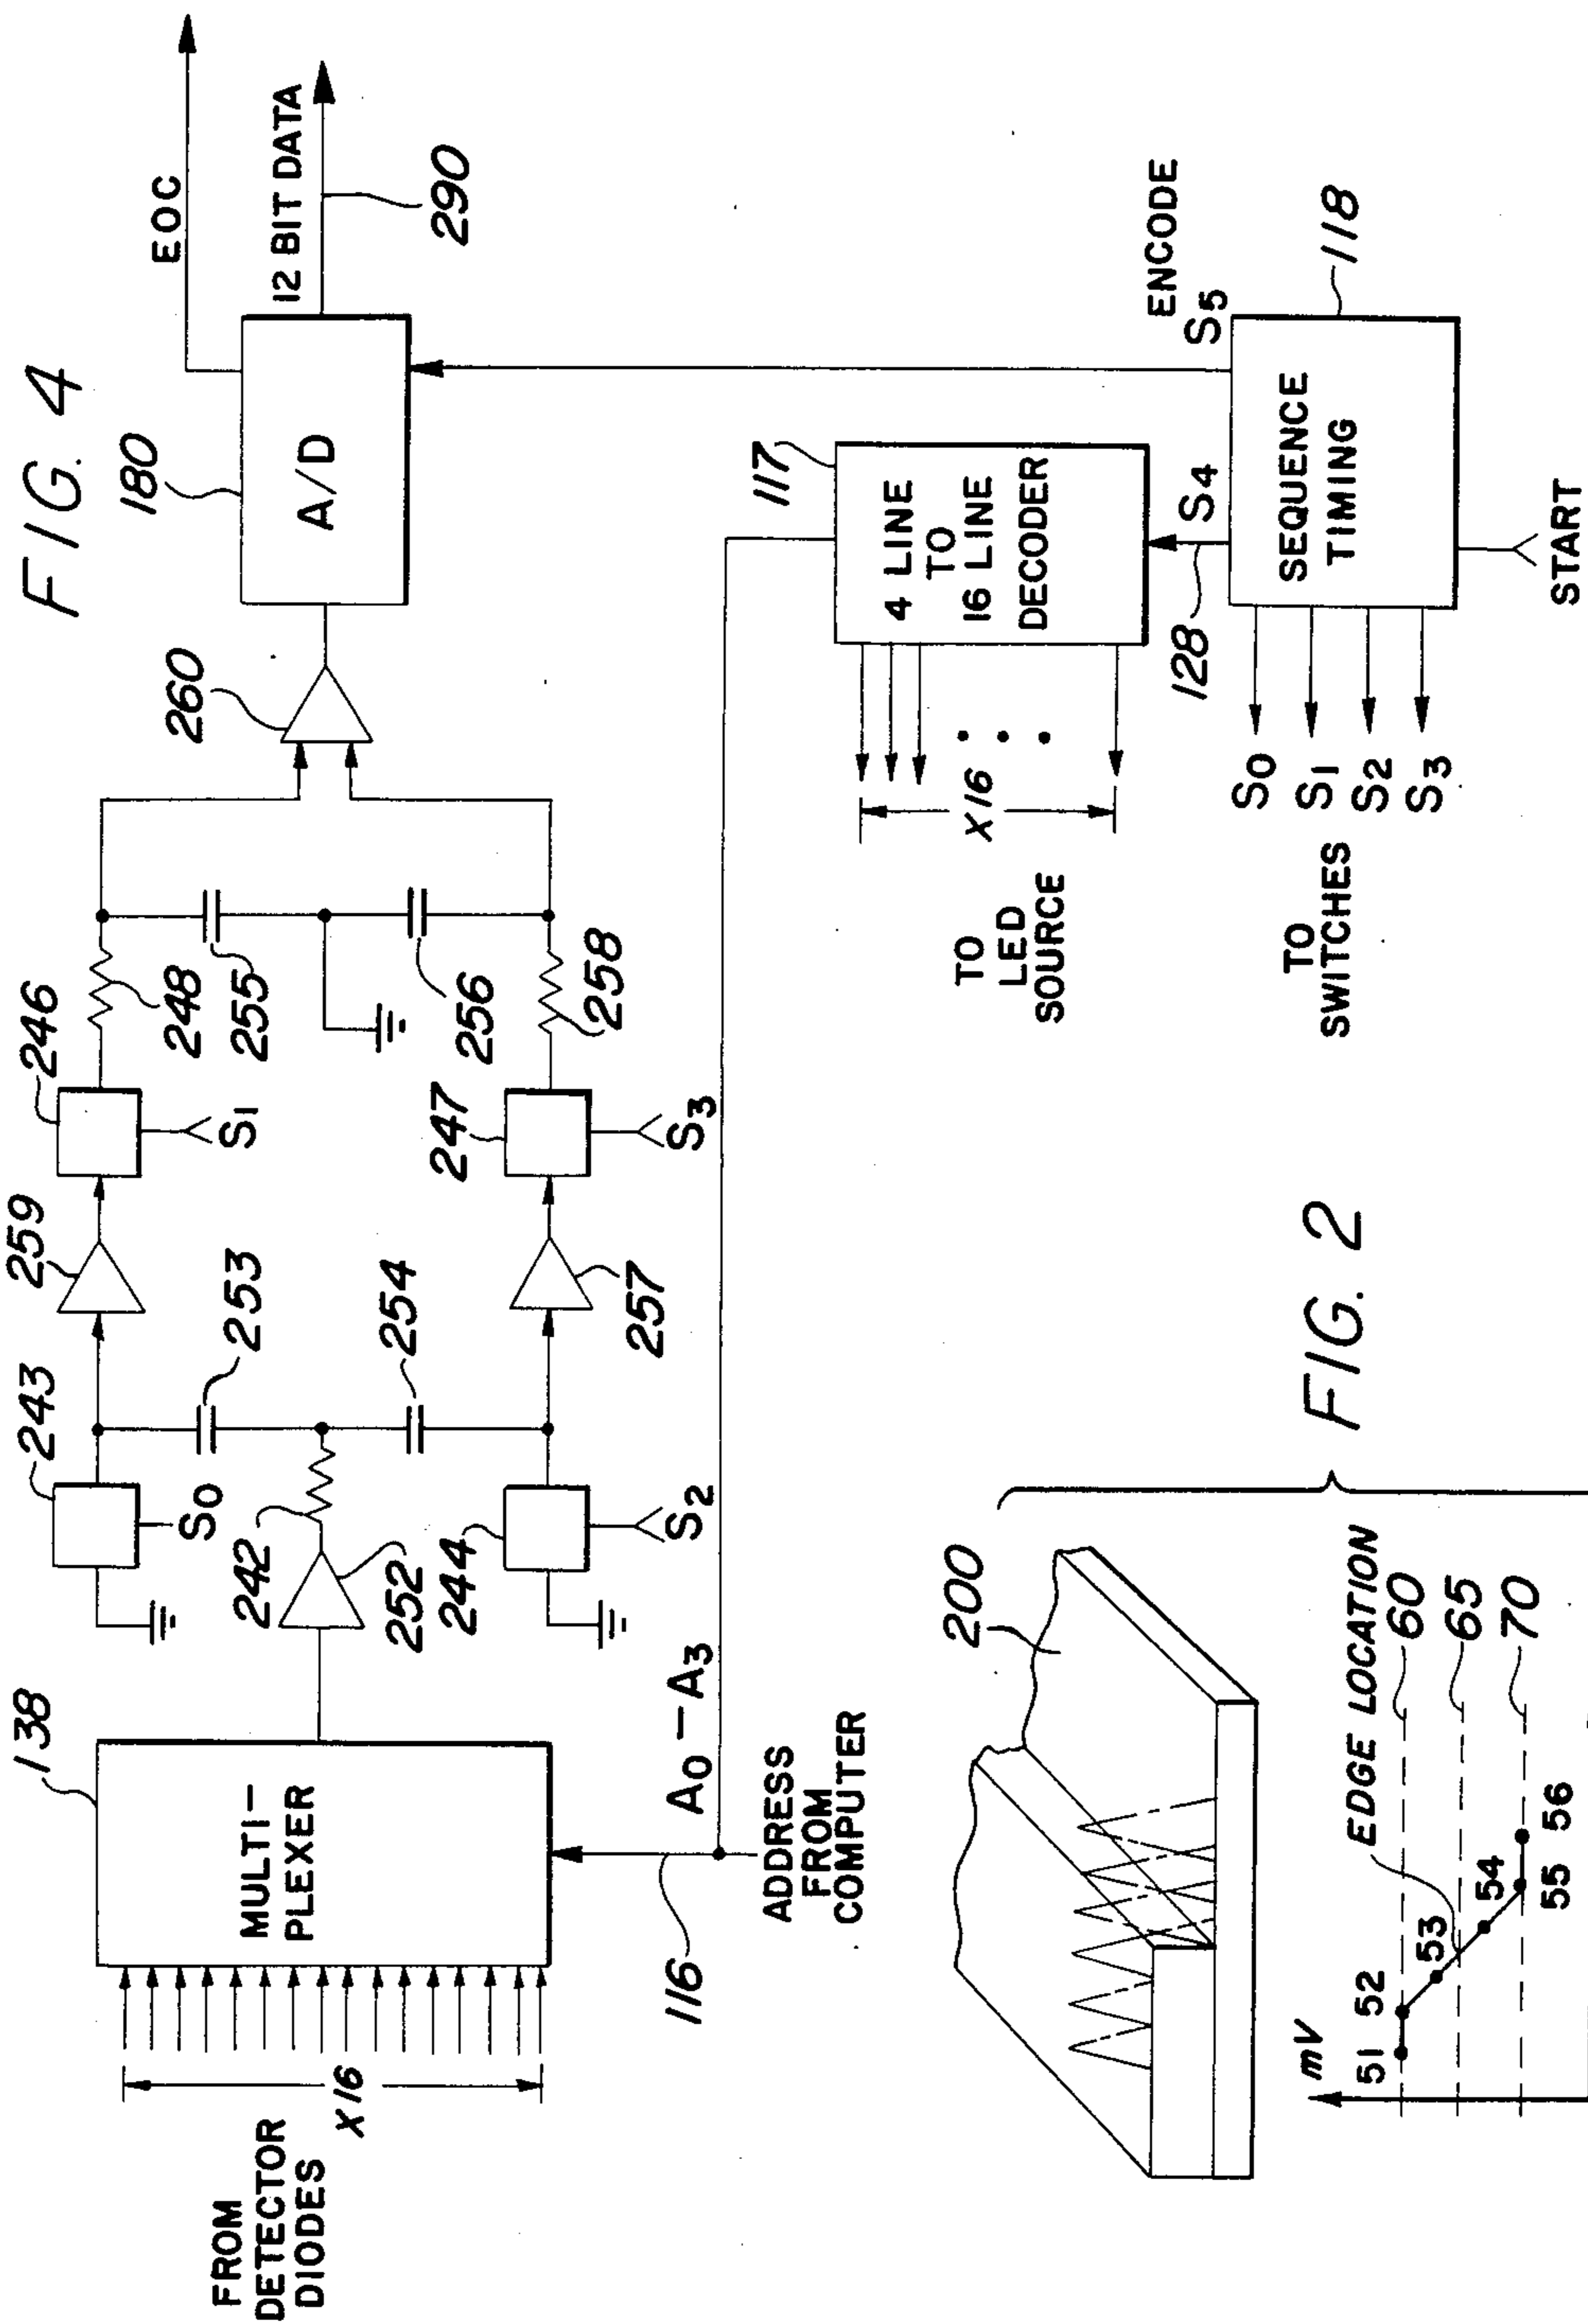 FIG. 4
FROM
DETECTOR
DIODES
X16
138
MULTI-
PLEXER
116
A0-A3
ADDRESS
FROM
COMPUTER
242
252
243
S0
244
S2
253
254
259
257
246
S1
247
S3
248
255
256
258
260
180
A/D
EOC
12 BIT DATA
290
117
4 LINE
TO
16 LINE
DECODER
X16
TO
LED
SOURCE
128
S4
ENCODE
S5
118
SEQUENCE
TIMING
S0
S1
S2
S3
TO
SWITCHES
START
FIG. 2
200
mV
EDGE LOCATION
51
52
53
54
55
56
60
65
70